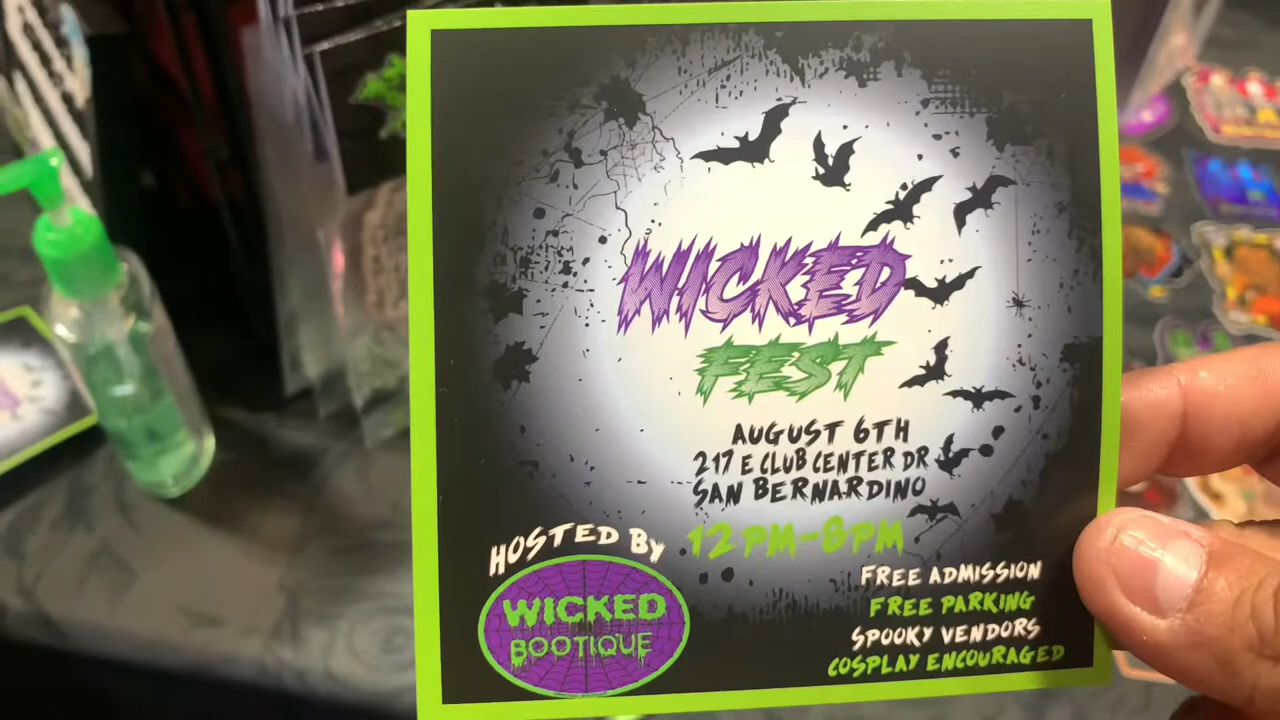 WICKED
FEST
AUGUST 6TH
217 E CLUB CENTER DR
SAN BERNARDINO
12PM-8PM
HOSTED BY
WICKED
BOOTIQUE
FREE ADMISSION
FREE PARKING
SPOOKY VENDORS
COSPLAY ENCOURAGED